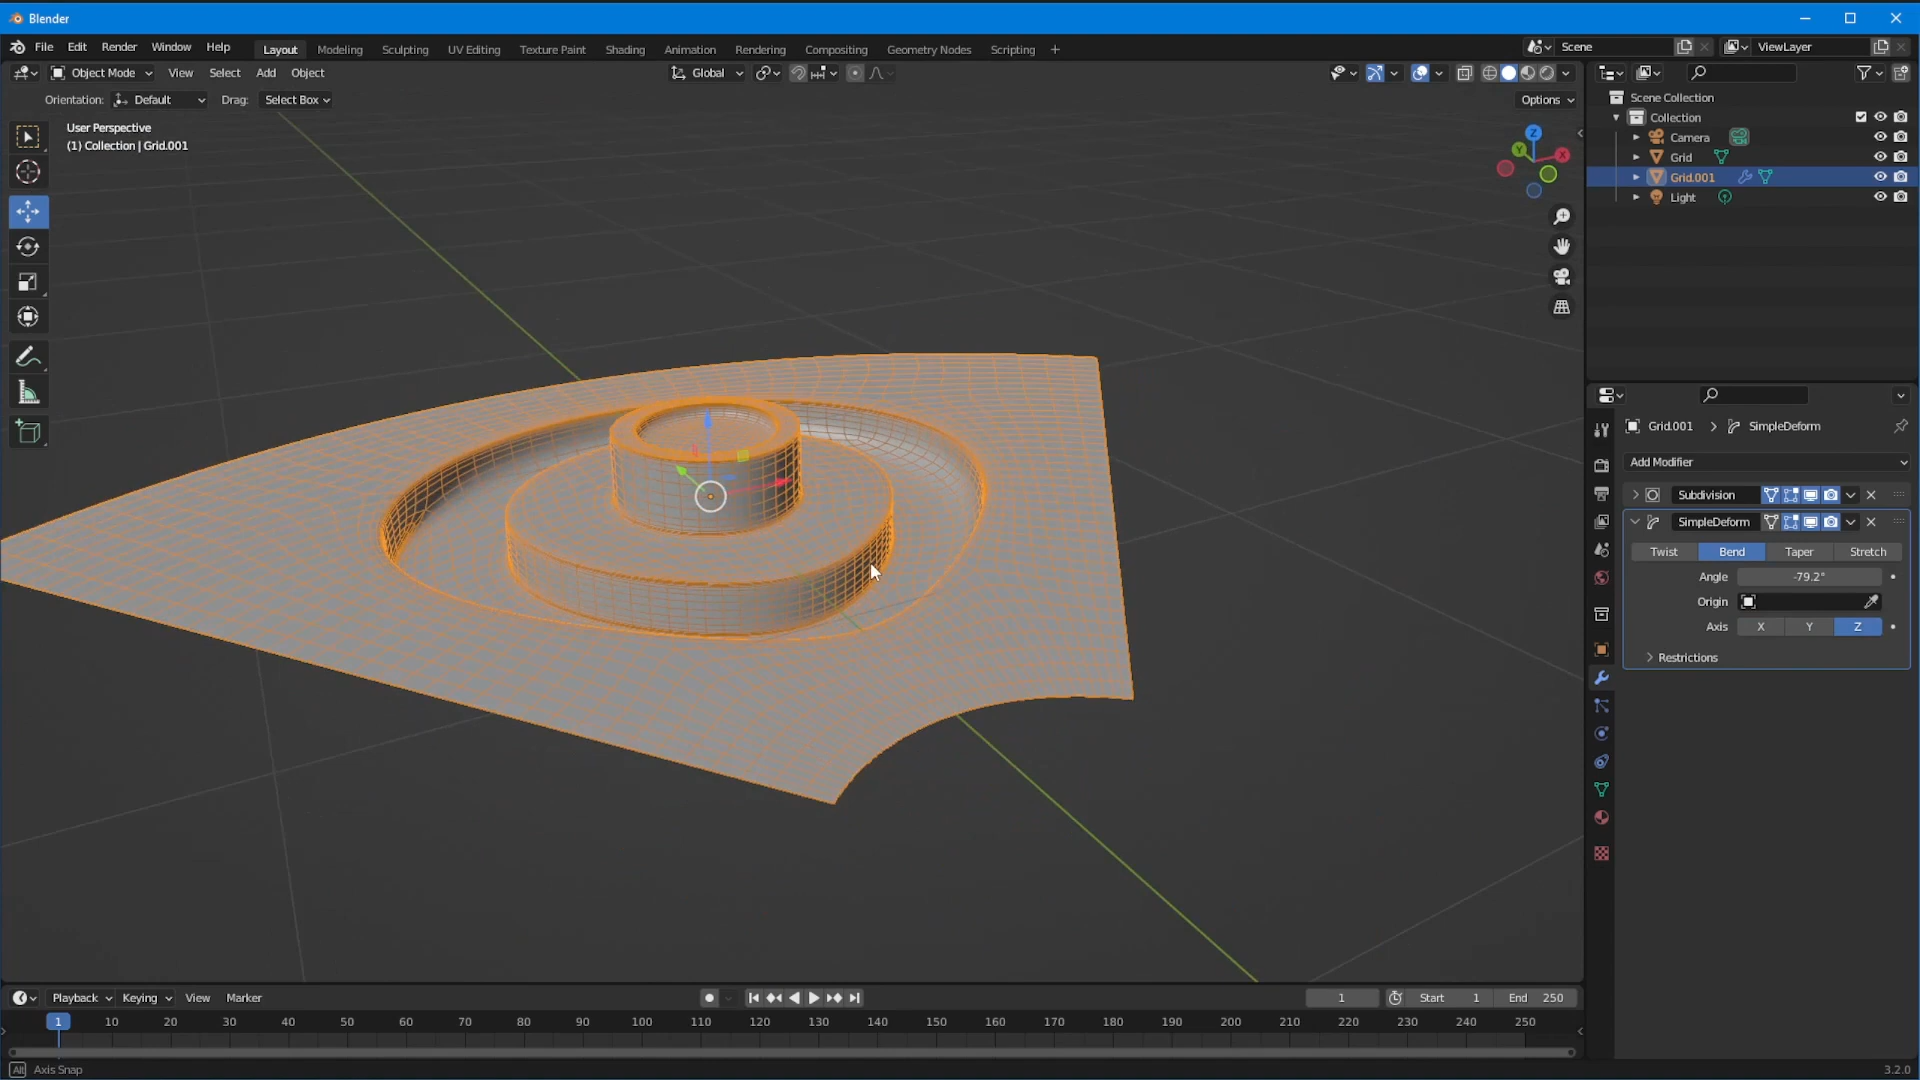 Blender
File Edit Render Window Help
Layout Modeling Sculpting UV Editing Texture Paint Shading Animation Rendering Compositing Geometry Nodes Scripting +
Scene
ViewLayer
Object Mode View Select Add Object
Global
Orientation: Default Drag: Select Box
Options
User Perspective
(1) Collection | Grid.001
Z
Y
X
Scene Collection
Collection
Camera
Grid
Grid.001
Light
Grid.001 > SimpleDeform
Add Modifier
Subdivision
SimpleDeform
Twist Bend Taper Stretch
Angle -79.2°
Origin
Axis X Y Z
Restrictions
Playback Keying View Marker
1 Start 1 End 250
1 10 20 30 40 50 60 70 80 90 100 110 120 130 140 150 160 170 180 190 200 210 220 230 240 250
Alt Axis Snap
3.2.0